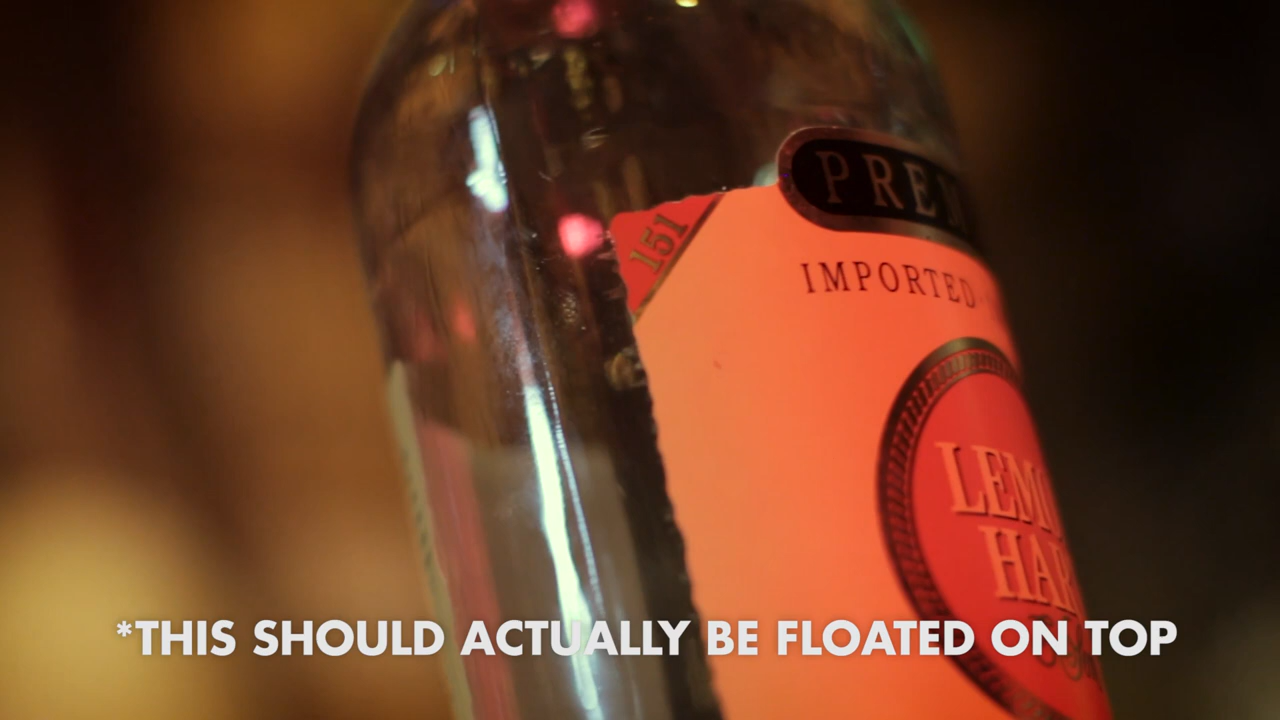 PREM
151
IMPORTED
LEMO
HAR
*THIS SHOULD ACTUALLY BE FLOATED ON TOP